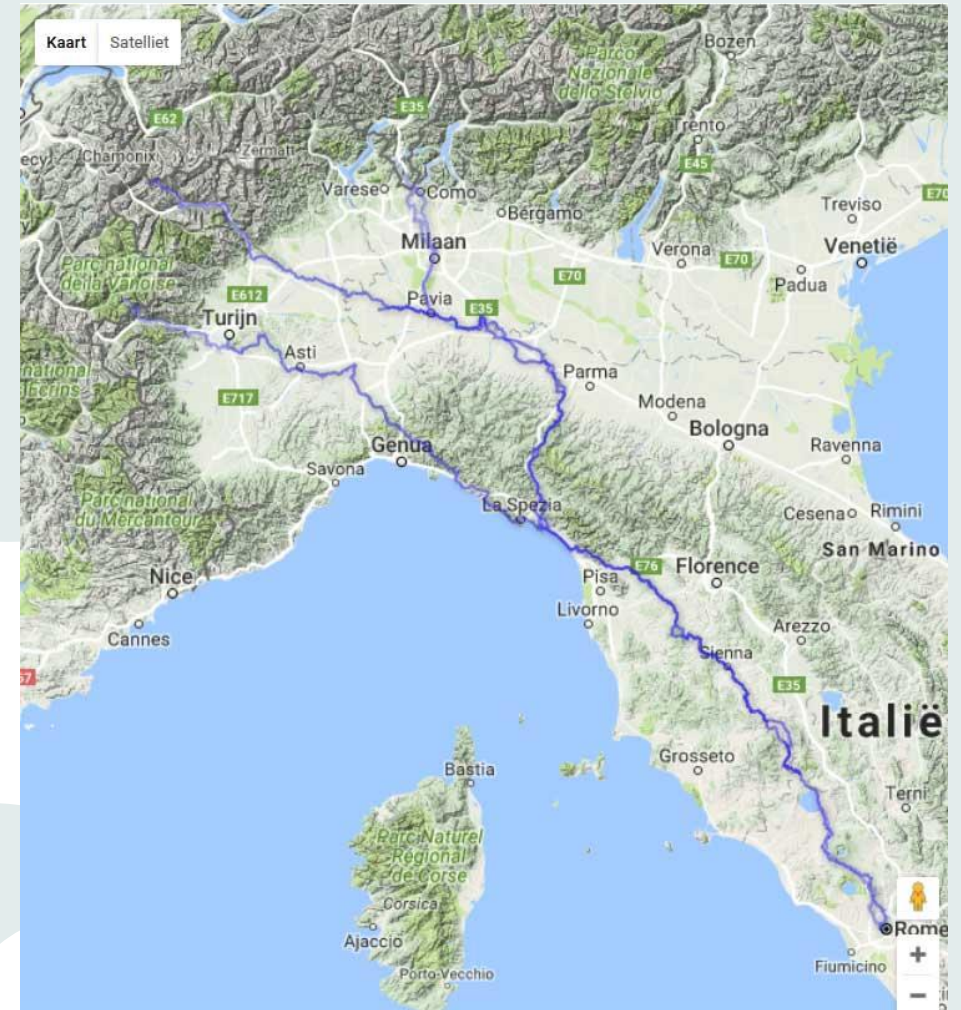 Kaart Satelliet
Parco
Nazionale
dello Stelvio
Bozen
E35
E62
Trento
Chamonix
Zermatt
E45
Varese
Como
Bergamo
E70
Treviso
Milaan
Verona
E70
Venetië
Parc national
de la Vanoise
E70
Padua
E612
Pavia
E35
Turijn
Asti
Parma
national
Ecrins
E717
Modena
Genua
Bologna
Ravenna
Savona
Parc national
du Mercantour
La Spezia
Cesena
Rimini
San Marino
Nice
E76
Florence
Pisa
Livorno
Cannes
Arezzo
Sienna
57
E35
Italië
Grosseto
Bastia
Terni
Parc Naturel
Régional
de Corse
Corsica
Rome
Ajaccio
Fiumicino
Porto-Vecchio
+
−